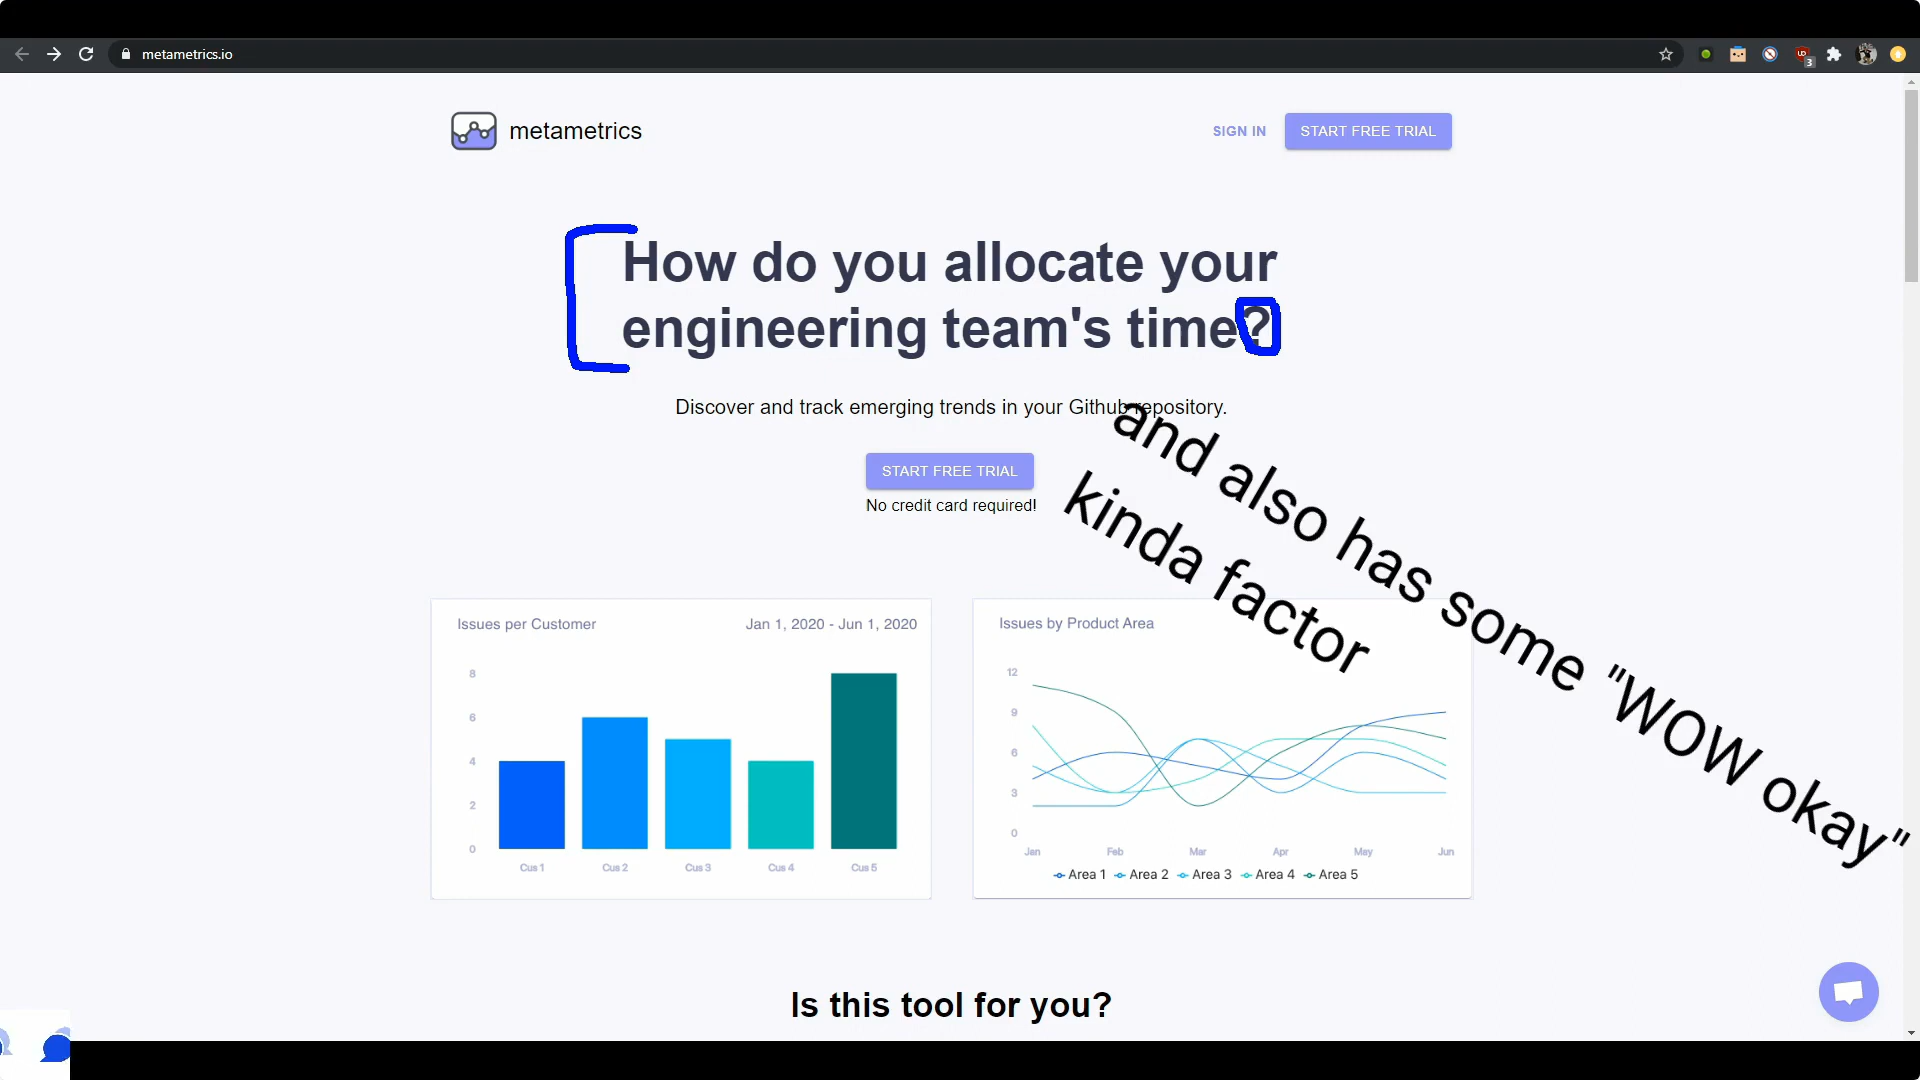 metametrics.io
3
metametrics
SIGN IN
START FREE TRIAL
How do you allocate your
engineering team's time?
Discover and track emerging trends in your Github repository.
START FREE TRIAL
No credit card required!
and also has some "WOW okay"
kinda factor
Issues per Customer
Jan 1, 2020 - Jun 1, 2020
8
6
4
2
0
Cus 1 Cus 2 Cus 3 Cus 4 Cus 5
Issues by Product Area
12
9
6
3
0
Jan Feb Mar Apr May Jun
Area 1 Area 2 Area 3 Area 4 Area 5
Is this tool for you?